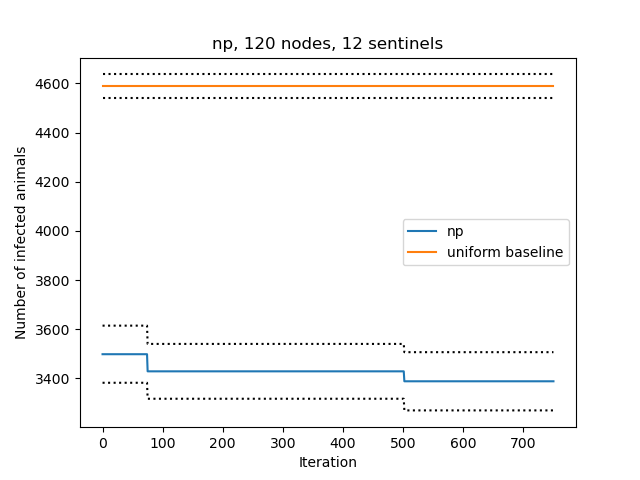 np, 120 nodes, 12 sentinels
Number of infected animals
4600
4400
4200
4000
3800
3600
3400
np
uniform baseline
0 100 200 300 400 500 600 700
Iteration